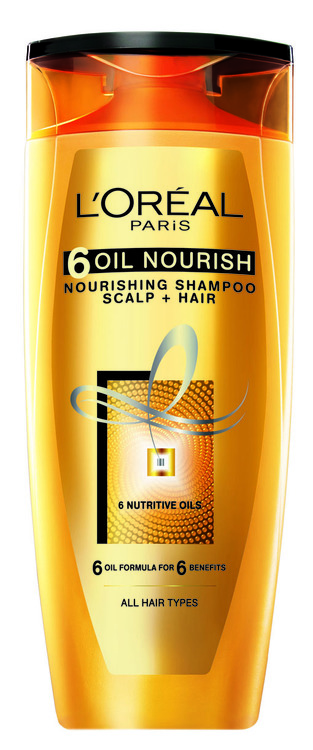 L'ORÉAL
PARiS
6 OIL NOURISH
NOURISHING SHAMPOO
SCALP + HAIR
6 NUTRITIVE OILS
6 OIL FORMULA FOR 6 BENEFITS
ALL HAIR TYPES